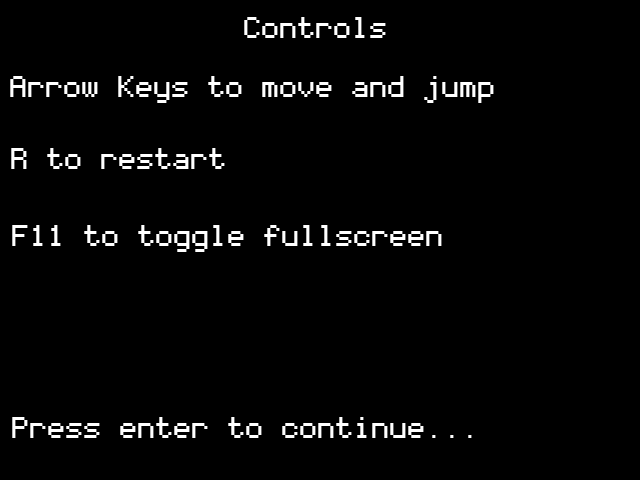 Controls
Arrow Keys to move and jump
R to restart
F11 to toggle fullscreen
Press enter to continue...